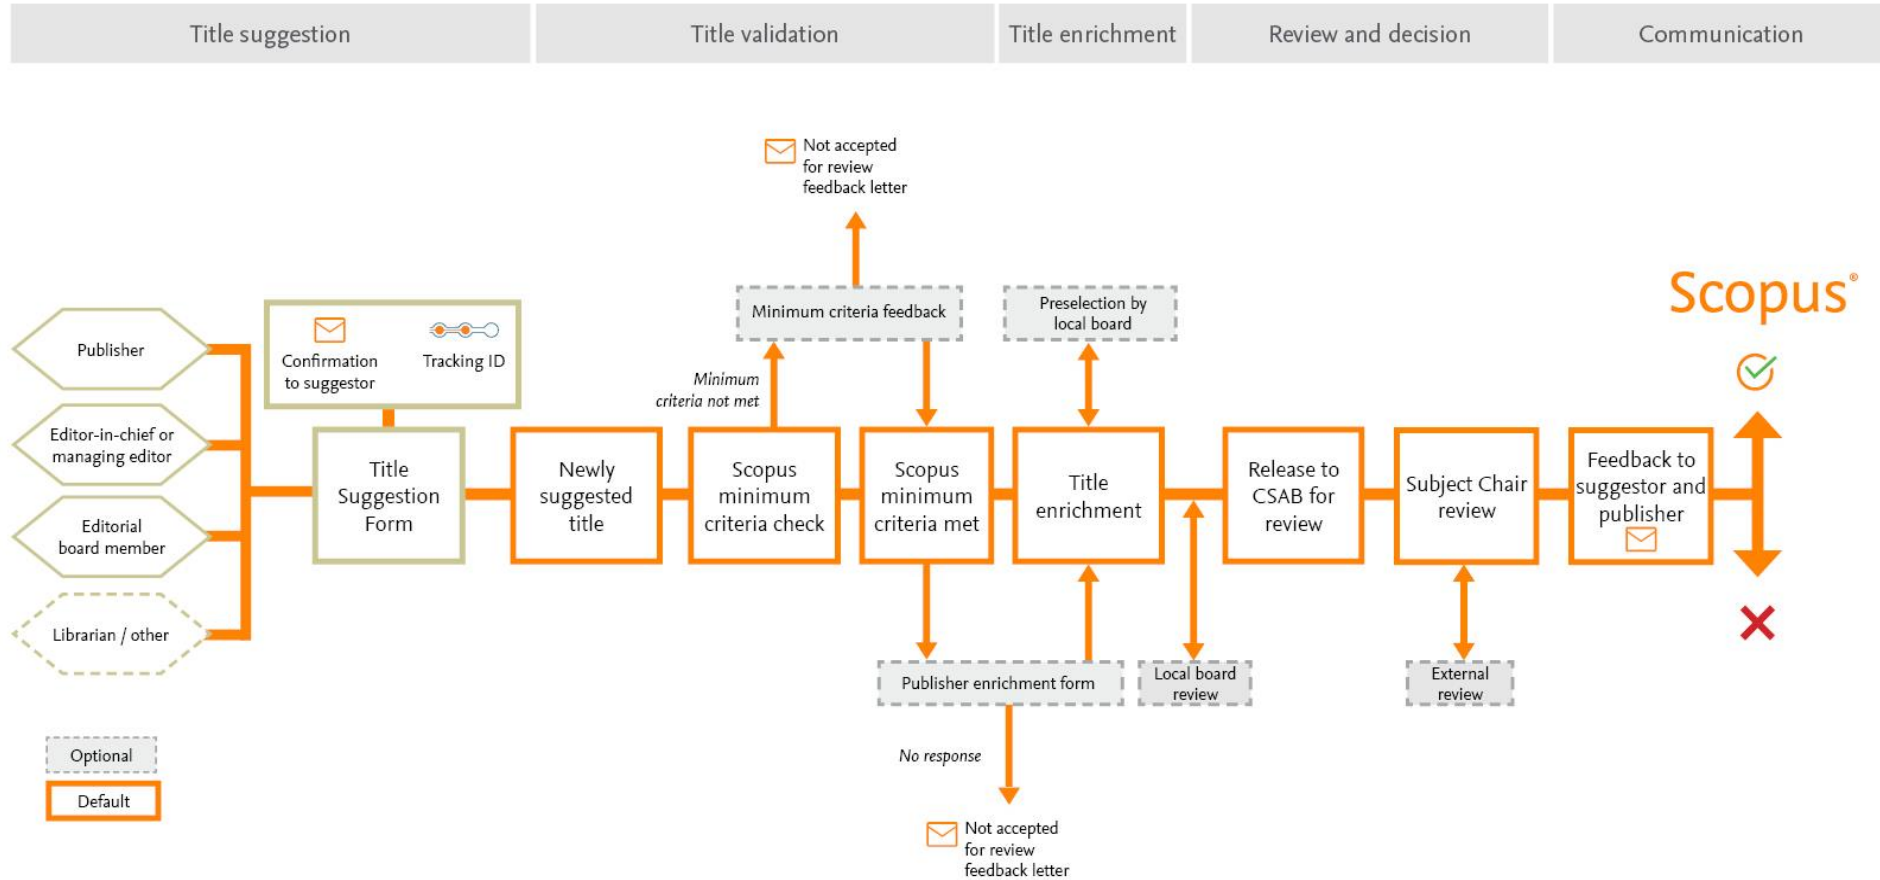 Title suggestion
Title validation
Title enrichment
Review and decision
Communication
Not accepted
for review
feedback letter
Scopus®
Minimum criteria feedback
Preselection by
local board
Publisher
Confirmation
to suggestor
Tracking ID
Minimum
criteria not met
Editor-in-chief or
managing editor
Title
Suggestion
Form
Newly
suggested
title
Scopus
minimum
criteria check
Scopus
minimum
criteria met
Title
enrichment
Release to
CSAB for
review
Subject Chair
review
Feedback to
suggestor and
publisher
Editorial
board member
Librarian / other
Publisher enrichment form
Local board
review
External
review
Optional
Default
No response
Not accepted
for review
feedback letter